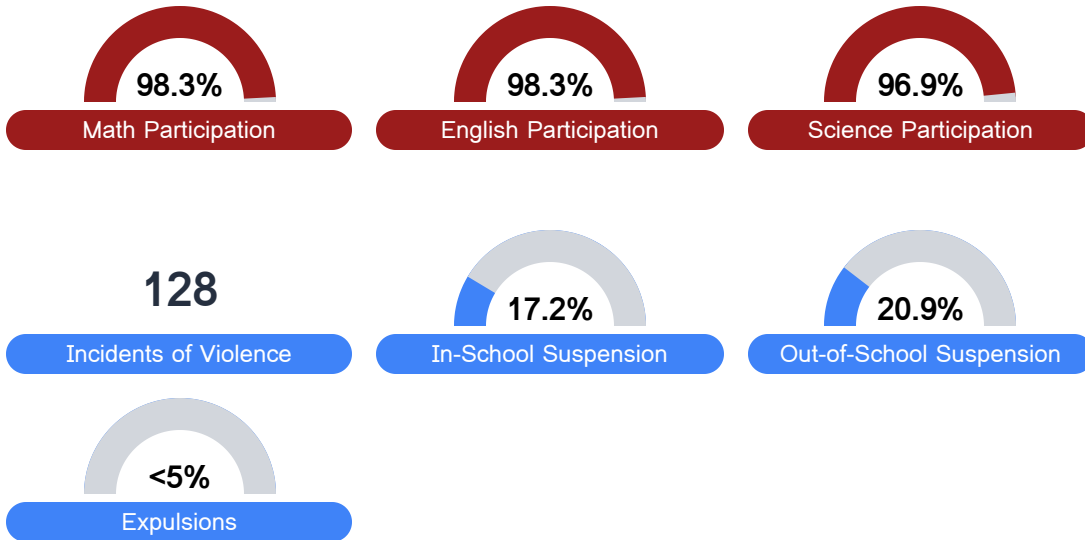 98.3%
Math Participation
98.3%
English Participation
96.9%
Science Participation
128
Incidents of Violence
17.2%
In-School Suspension
20.9%
Out-of-School Suspension
<5%
Expulsions